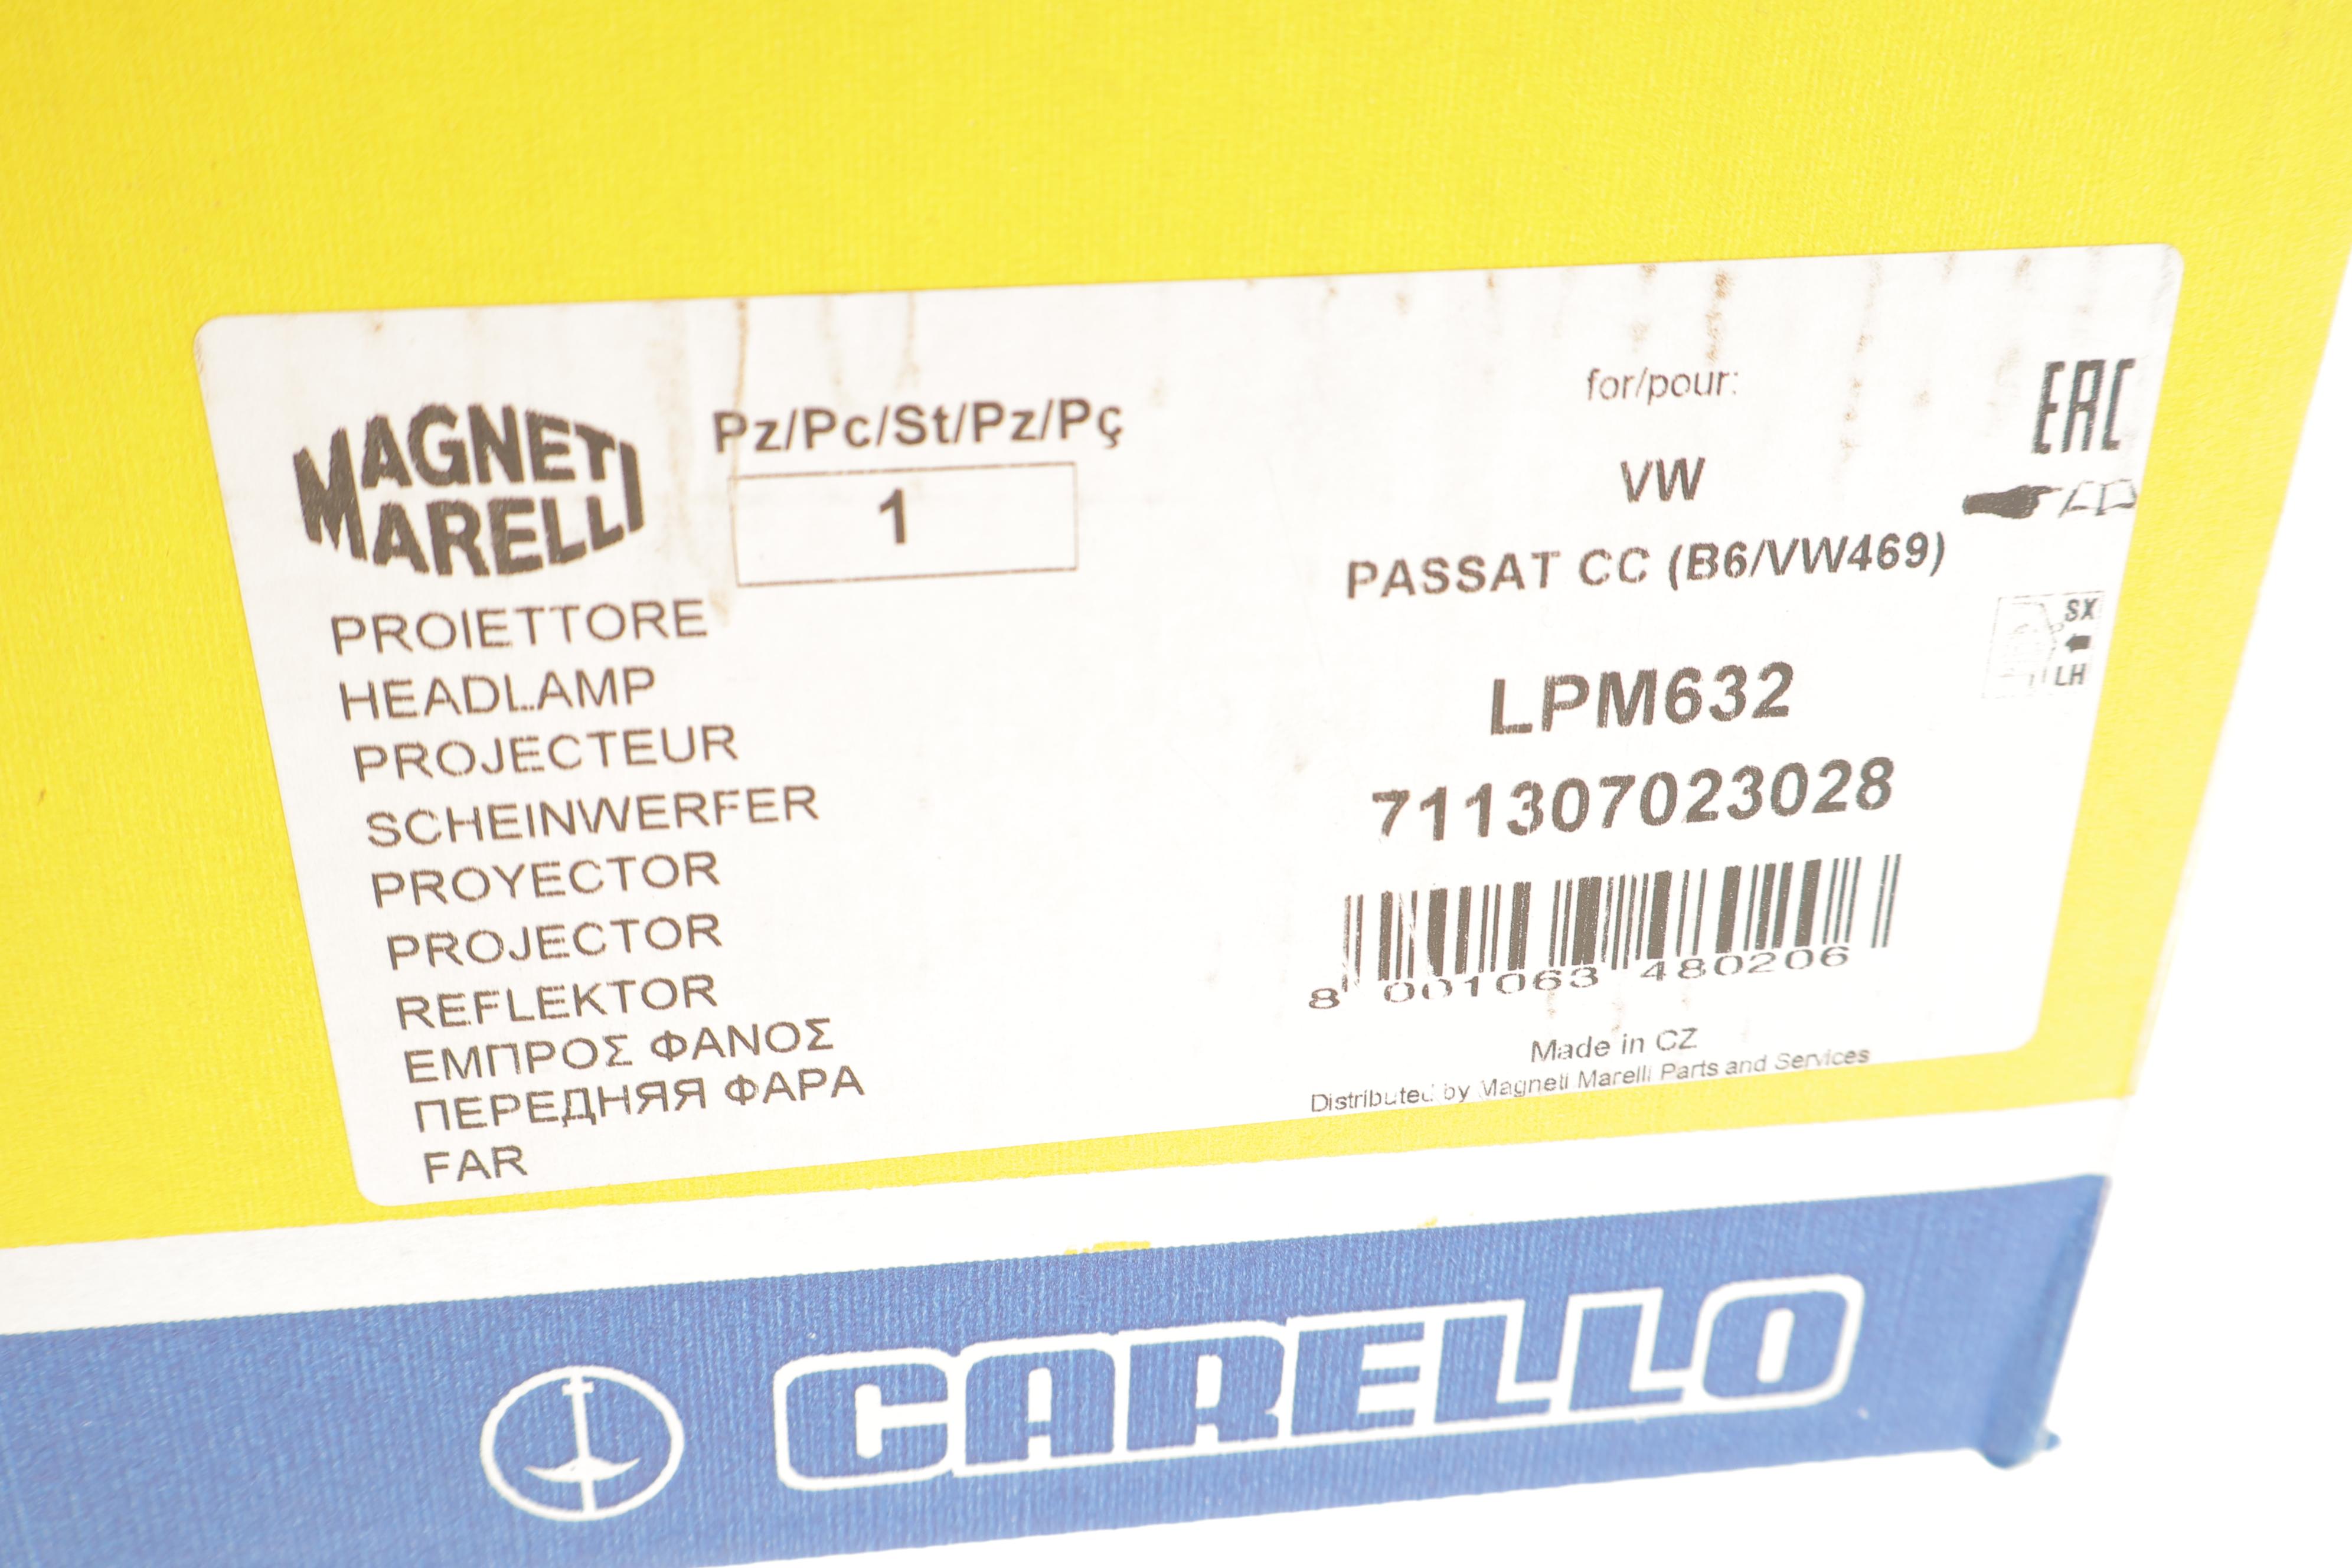 MAGNETI
MARELLI
Pz/Pc/St/Pz/Pç
1
PROIETTORE
HEADLAMP
PROJECTEUR
SCHEINWERFER
PROYECTOR
PROJECTOR
REFLEKTOR
ΕΜΠΡΟΣ ΦΑΝΟΣ
ПЕРЕДНЯЯ ФАРА
FAR
for/pour:
VW
PASSAT CC (B6/VW469)
LPM632
711307023028
8 001063 480206
Made in CZ
Distributed by Magneti Marelli Parts and Services
EAC
SX
LH
CARELLO